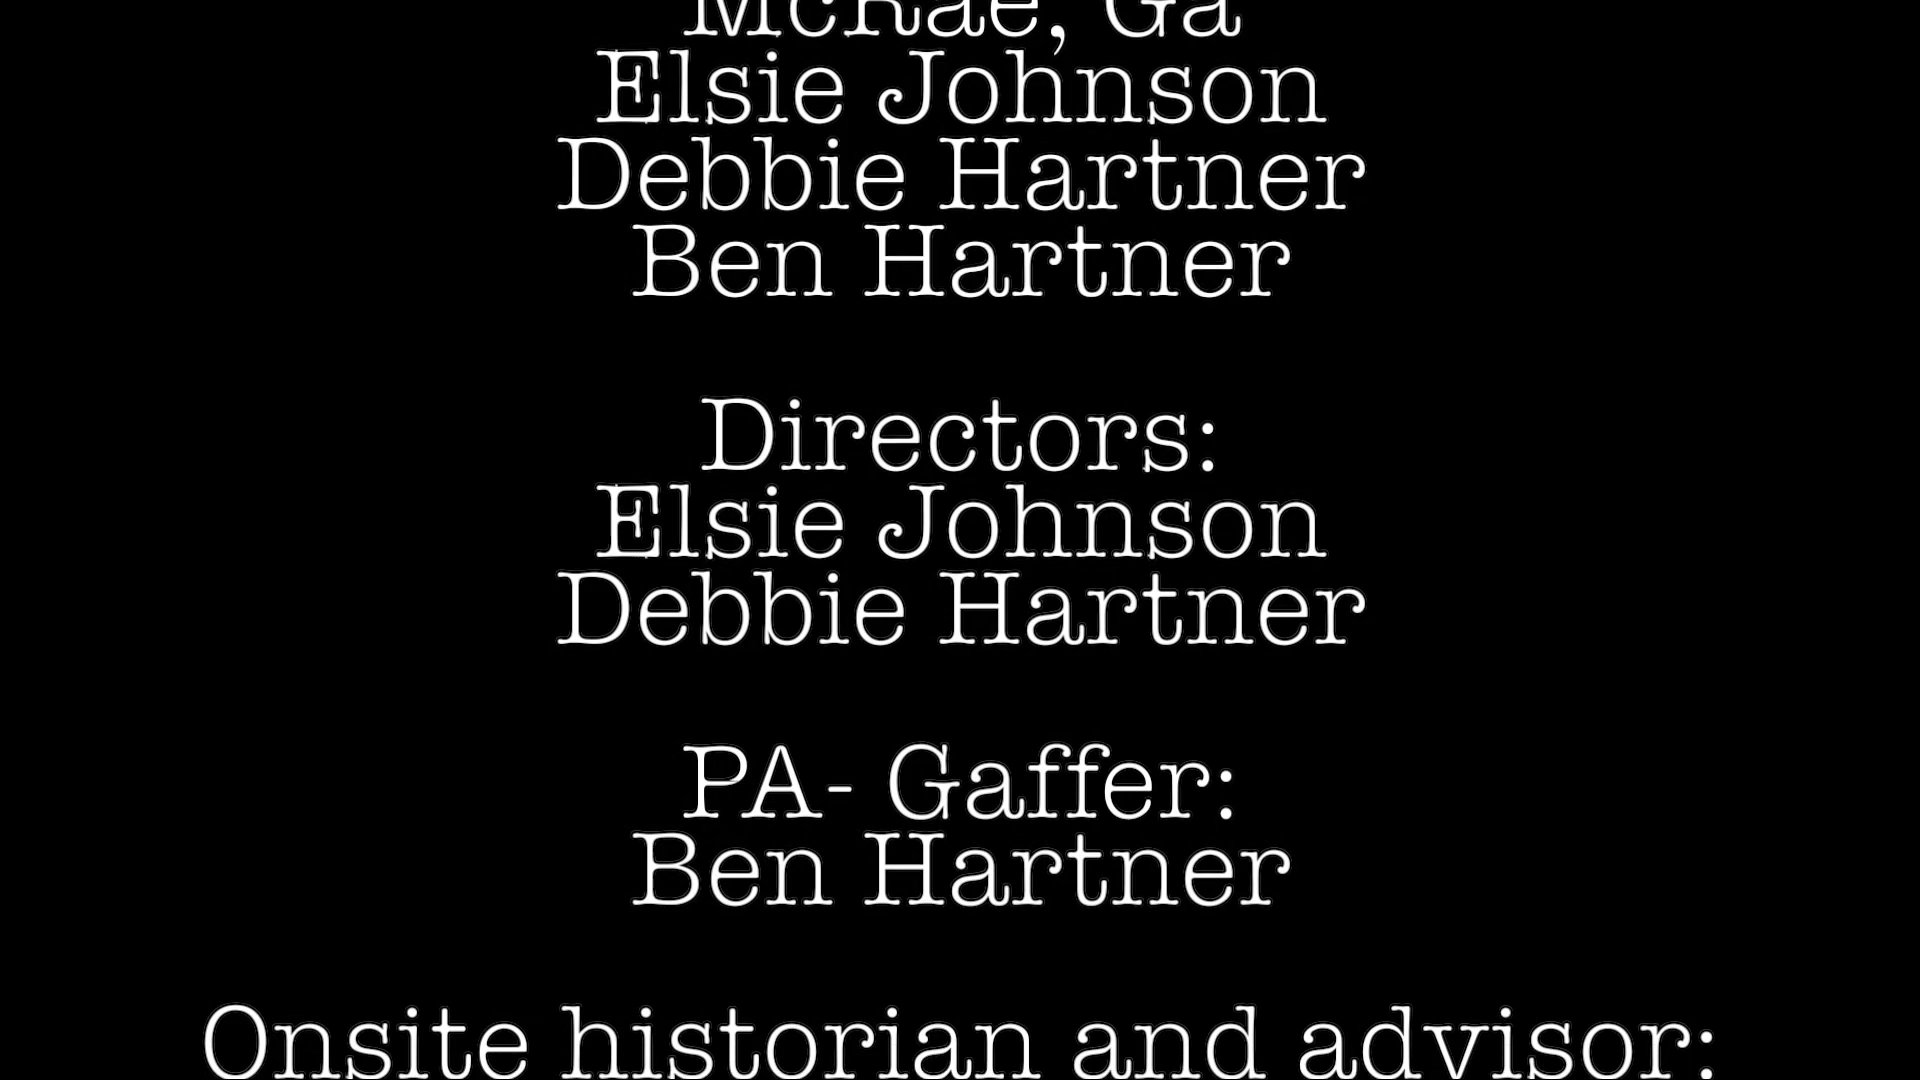 McRae, Ga
Elsie Johnson
Debbie Hartner
Ben Hartner
Directors:
Elsie Johnson
Debbie Hartner
PA- Gaffer:
Ben Hartner
Onsite historian and advisor: